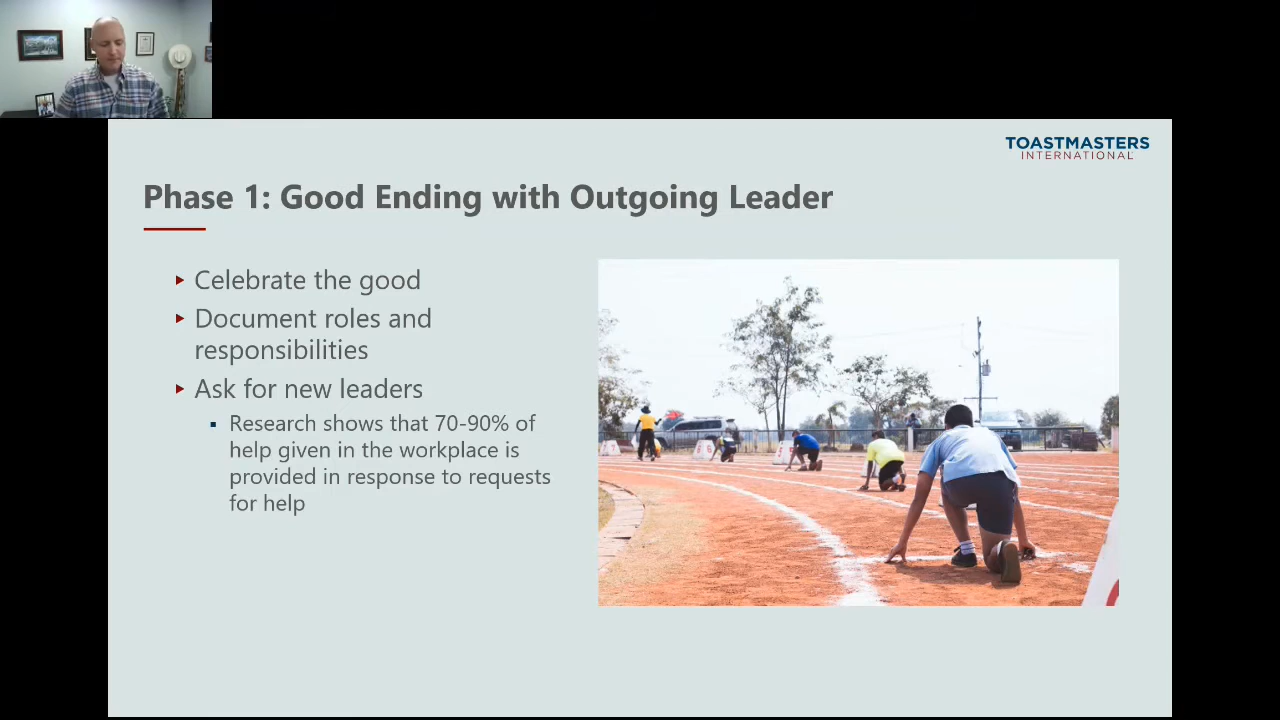 TOASTMASTERS
INTERNATIONAL
Phase 1: Good Ending with Outgoing Leader
Celebrate the good
Document roles and
responsibilities
Ask for new leaders
Research shows that 70-90% of
help given in the workplace is
provided in response to requests
for help